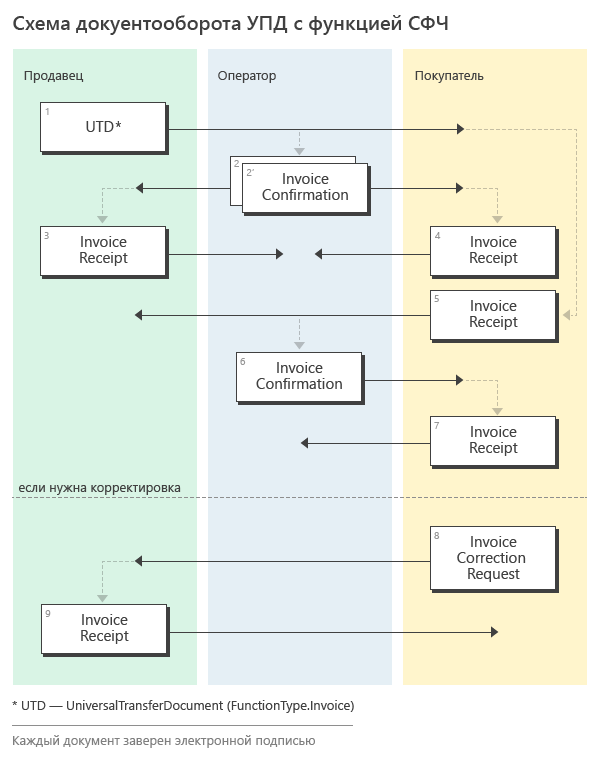 Схема докуентооборота УПД с функцией СФЧ
Продавец
Оператор
Покупатель
1
UTD*
2
2'
Invoice
Confirmation
3
Invoice
Receipt
4
Invoice
Receipt
5
Invoice
Receipt
6
Invoice
Confirmation
7
Invoice
Receipt
если нужна корректировка
8
Invoice
Correction
Request
9
Invoice
Receipt
* UTD — UniversalTransferDocument (FunctionType.Invoice)
Каждый документ заверен электронной подписью